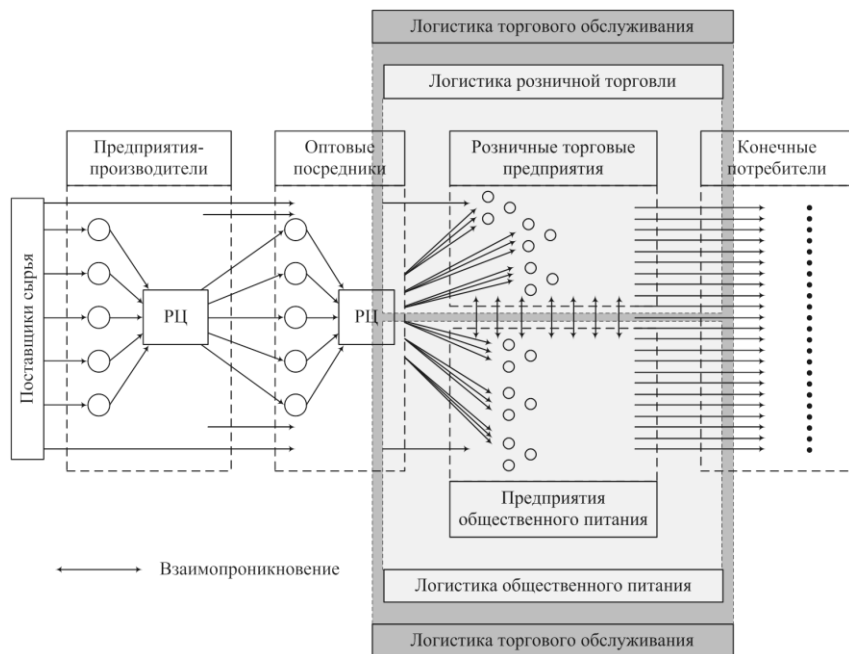 Логистика торгового обслуживания
Логистика розничной торговли
Предприятия-
производители
Оптовые
посредники
Розничные торговые
предприятия
Конечные
потребители
Поставщики сырья
РЦ
РЦ
Предприятия
общественного питания
Взаимопроникновение
Логистика общественного питания
Логистика торгового обслуживания